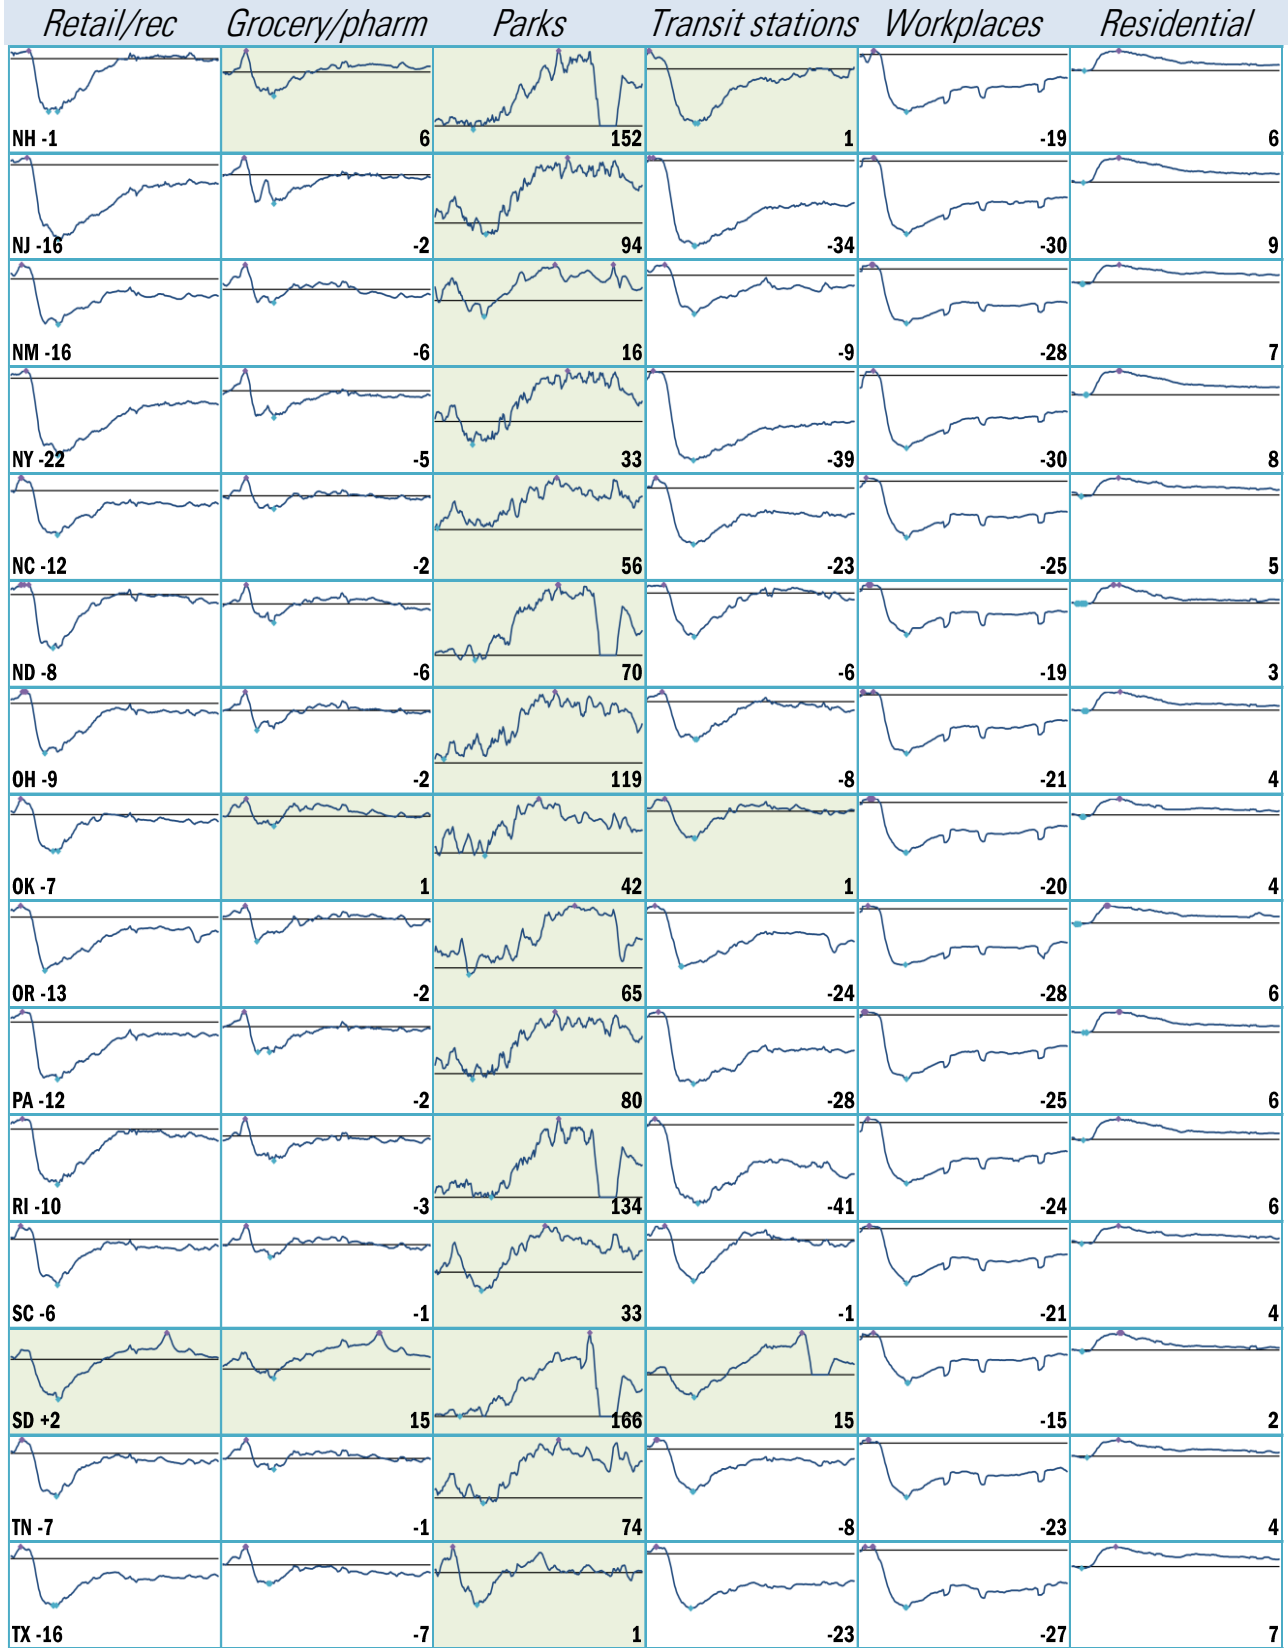 Retail/rec Grocery/pharm Parks Transit stations Workplaces Residential
NH -1 6 152 1 -19 6
NJ -16 -2 94 -34 -30 9
NM -16 -6 16 -9 -28 7
NY -22 -5 33 -39 -30 8
NC -12 -2 56 -23 -25 5
ND -8 -6 70 -6 -19 3
OH -9 -2 119 -8 -21 4
OK -7 1 42 1 -20 4
OR -13 -2 65 -24 -28 6
PA -12 -2 80 -28 -25 6
RI -10 -3 134 -41 -24 6
SC -6 -1 33 -1 -21 4
SD +2 15 166 15 -15 2
TN -7 -1 74 -8 -23 4
TX -16 -7 1 -23 -27 7